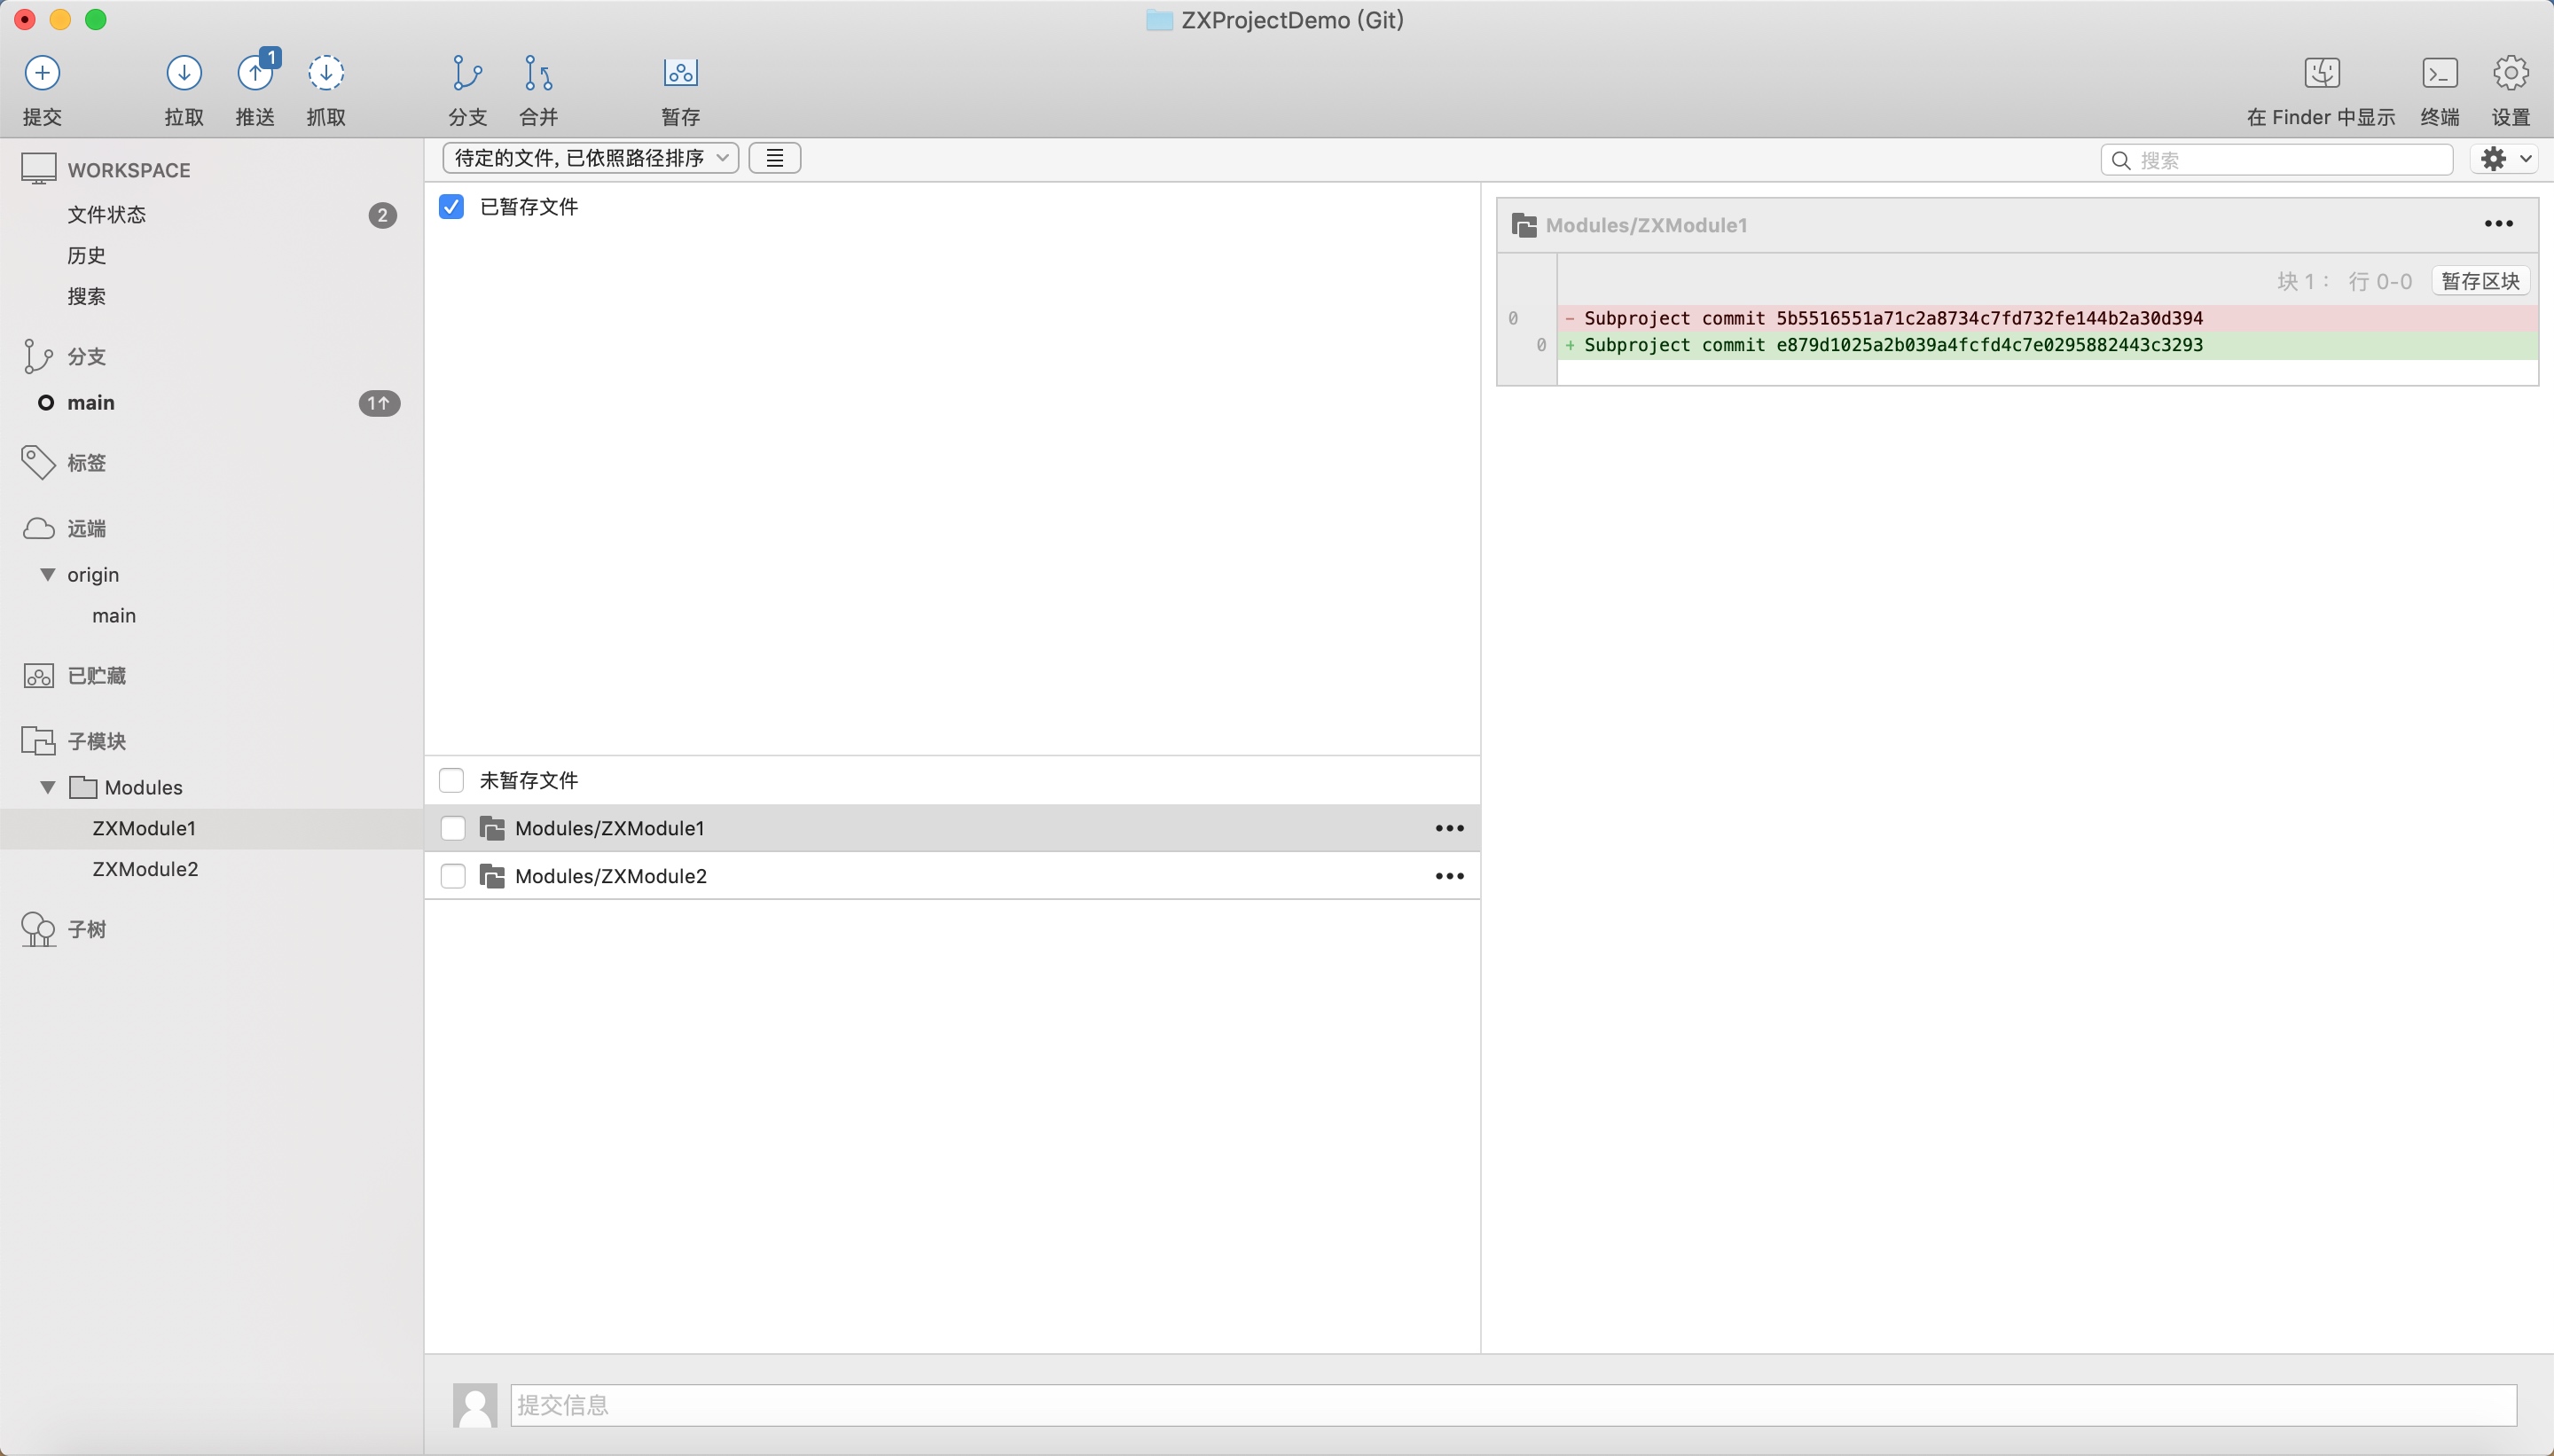 ZXProjectDemo (Git)
提交
拉取
1
推送
抓取
分支
合并
暂存
在 Finder 中显示
终端
设置
WORKSPACE
文件状态 2
历史
搜索
分支
main 1↑
标签
远端
origin
main
已贮藏
子模块
Modules
ZXModule1
ZXModule2
子树
待定的文件, 已依照路径排序
搜索
已暂存文件
未暂存文件
Modules/ZXModule1
Modules/ZXModule2
Modules/ZXModule1
块 1： 行 0-0 暂存区块
0 - Subproject commit 5b5516551a71c2a8734c7fd732fe144b2a30d394
0 + Subproject commit e879d1025a2b039a4fcfd4c7e0295882443c3293
提交信息